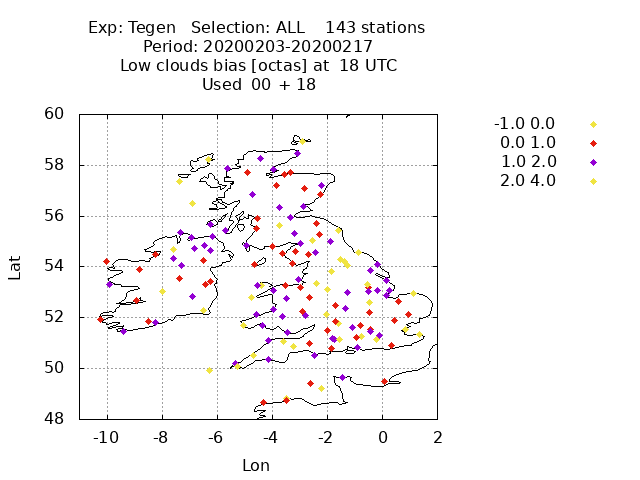 Exp: Tegen   Selection: ALL    143 stations
Period: 20200203-20200217
Low clouds bias [octas] at  18 UTC
Used  00 + 18
-1.0 0.0
0.0 1.0
1.0 2.0
2.0 4.0
60
58
56
54
52
50
48
Lat
-10 -8 -6 -4 -2 0 2
Lon